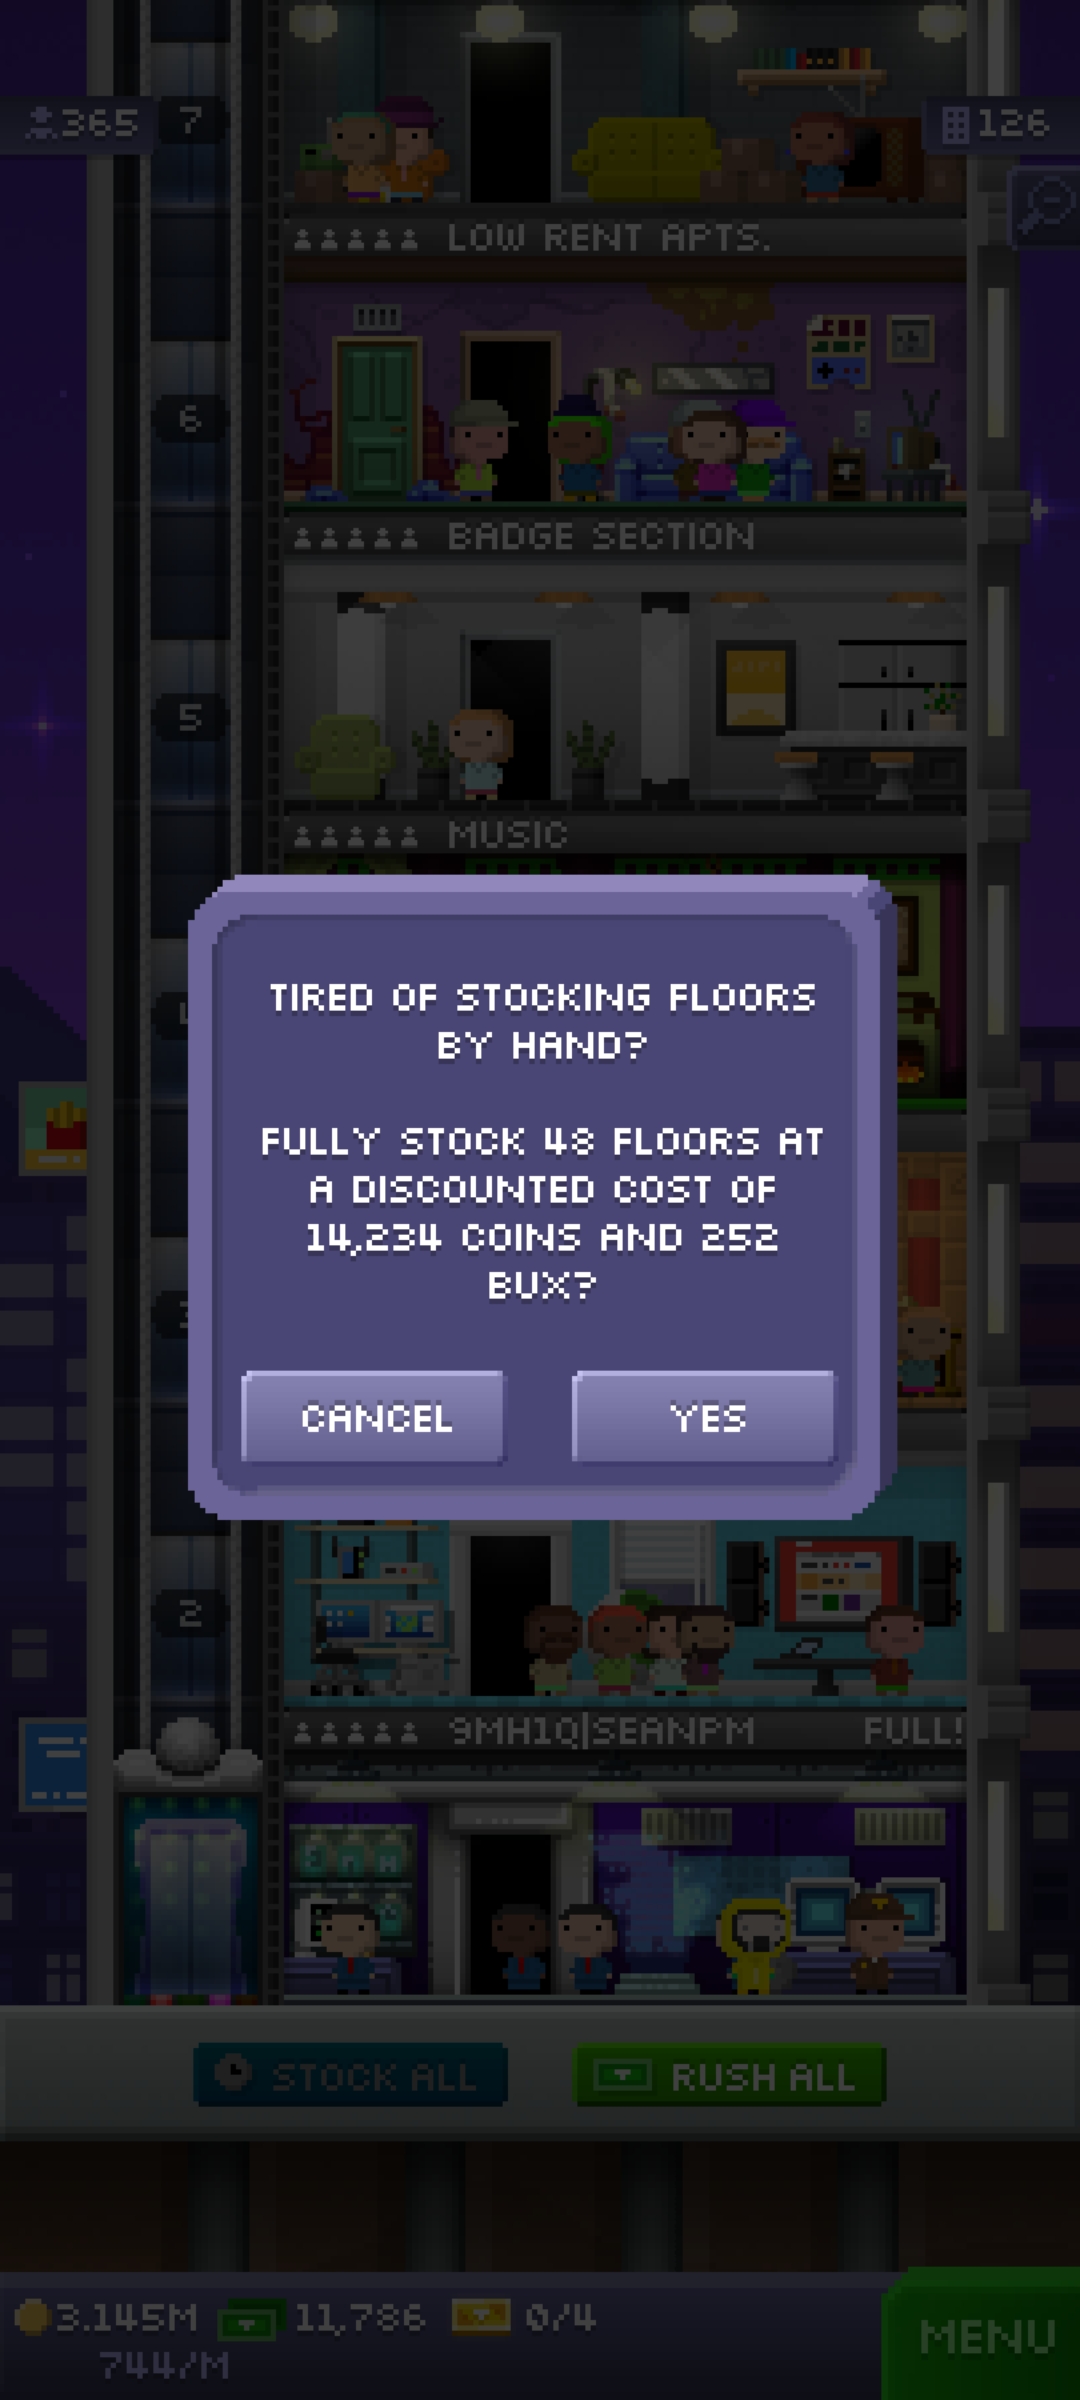 365
7
126
LOW RENT APTS.
6
BADGE SECTION
5
MUSIC
TIRED OF STOCKING FLOORS
BY HAND?
FULLY STOCK 48 FLOORS AT
A DISCOUNTED COST OF
14,234 COINS AND 252
BUX?
CANCEL
YES
2
9MH1Q|SEANPM
FULL!
STOCK ALL
RUSH ALL
3.145M
11,786
0/4
744/M
MENU